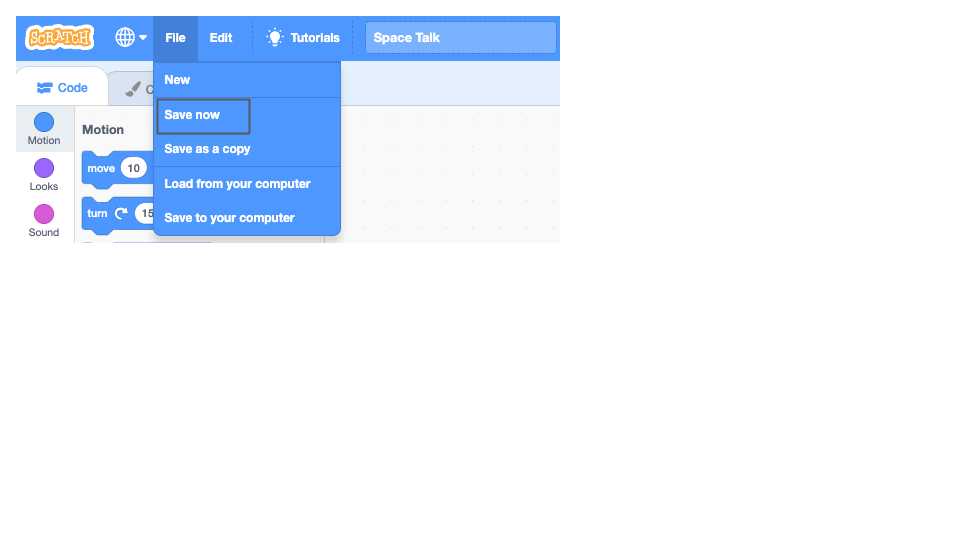 SCRATCH File Edit Tutorials Space Talk
New
Code C
Save now
Motion Motion
Save as a copy
move 10
Load from your computer
Looks
turn 15
Save to your computer
Sound